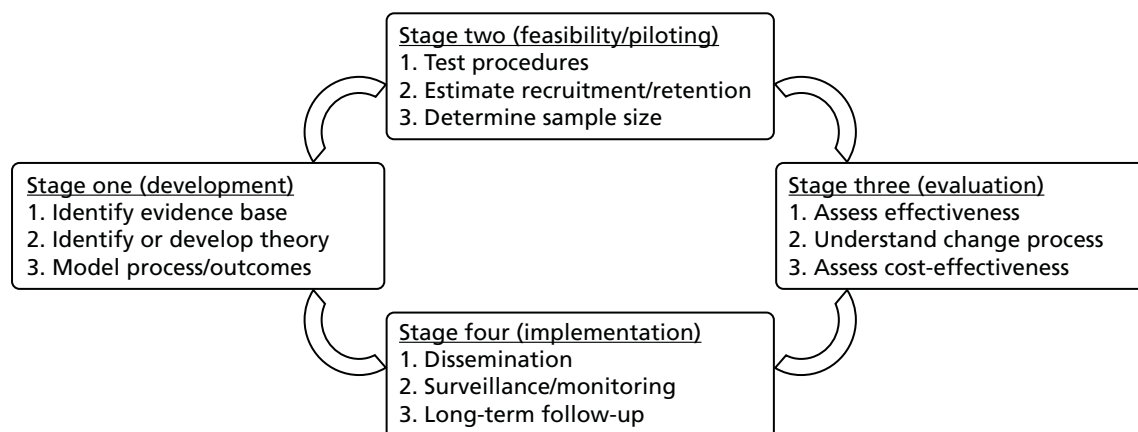 Stage two (feasibility/piloting)
1. Test procedures
2. Estimate recruitment/retention
3. Determine sample size
Stage one (development)
1. Identify evidence base
2. Identify or develop theory
3. Model process/outcomes
Stage three (evaluation)
1. Assess effectiveness
2. Understand change process
3. Assess cost-effectiveness
Stage four (implementation)
1. Dissemination
2. Surveillance/monitoring
3. Long-term follow-up